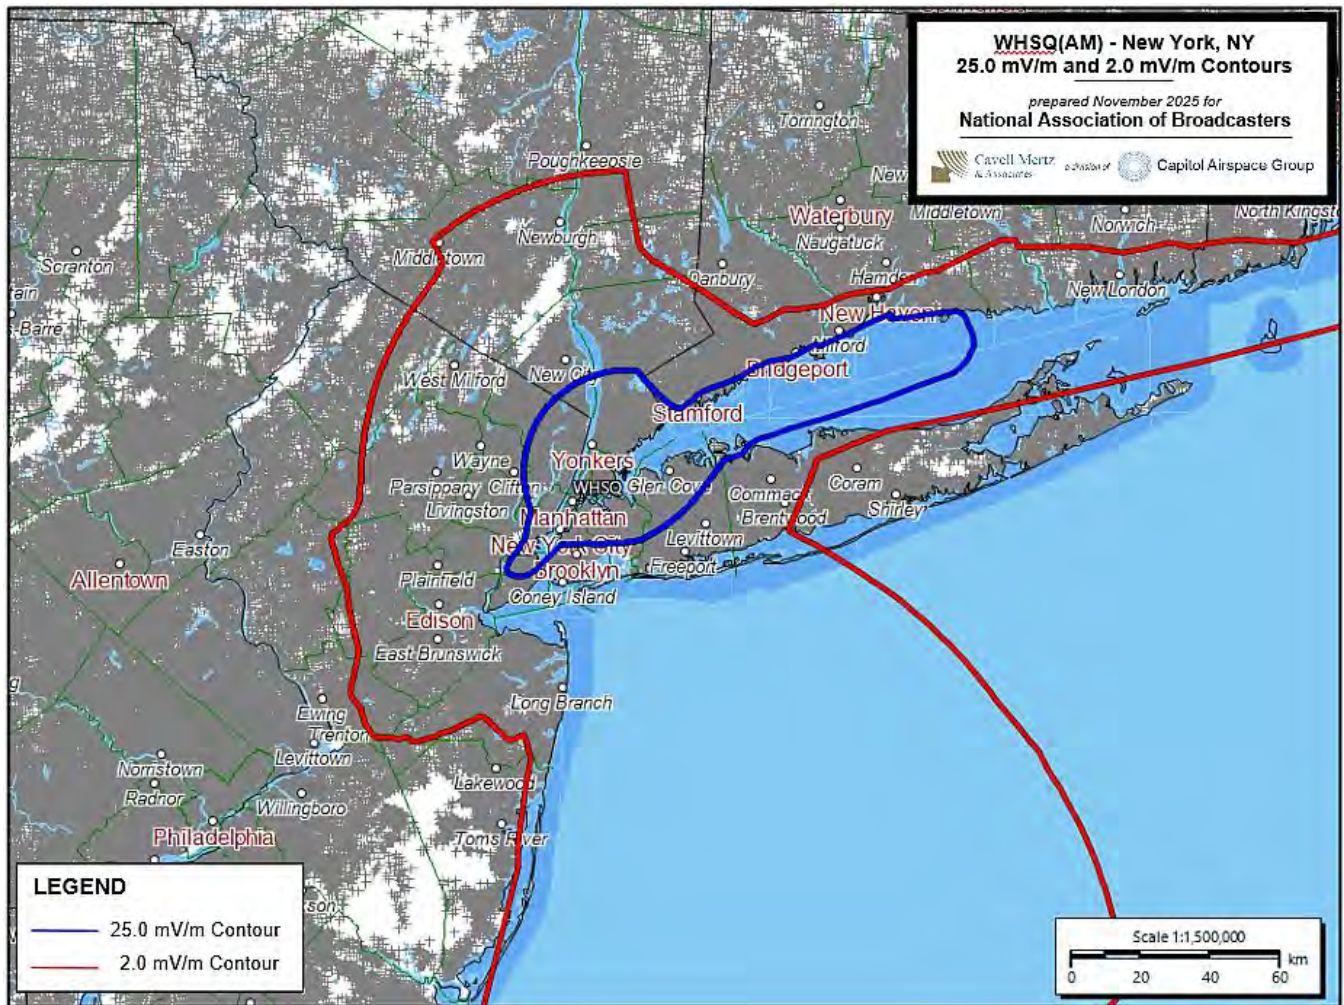 WHSQ(AM) - New York, NY
25.0 mV/m and 2.0 mV/m Contours
prepared November 2025 for
National Association of Broadcasters
Cavell Mertz
& Associates
a division of
Capitol Airspace Group
Torrington
Poughkeepsie
New
Waterbury
Middletown
Norwich
North Kingst
Naugatuck
Newburgh
Middletown
Scranton
Danbury
Hamden
New London
Barre
New Haven
Milford
Bridgeport
New City
West Milford
Stamford
Yonkers
Wayne
Parsippany
Clifton
WHSQ
Glen Cove
Commack
Coram
Livingston
Manhattan
Brentwood
Shirley
Levittown
New York City
Easton
Allentown
Plainfield
Brooklyn
Freeport
Coney Island
Edison
East Brunswick
Long Branch
Ewing
Trenton
Levittown
Norristown
Radnor
Lakewood
Willingboro
Philadelphia
Toms River
son
LEGEND
25.0 mV/m Contour
2.0 mV/m Contour
Scale 1:1,500,000
km
0 20 40 60